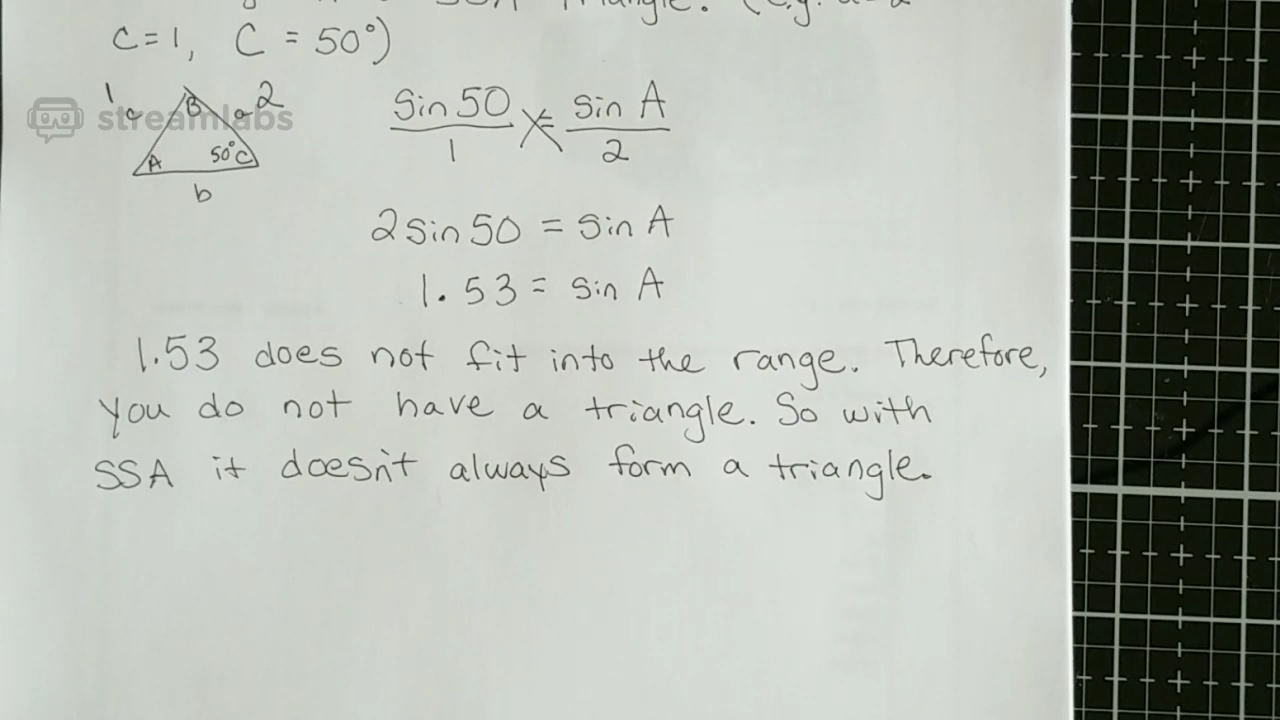 Triangle. (e.g. a=2
c=1, C = 50°)
1 c B a 2
streamlabs
A 50° C
b
sin 50 = sin A
1 2
2 sin 50 = sin A
1.53 = sin A
1.53 does not fit into the range. Therefore,
you do not have a triangle. So with
SSA it doesn't always form a triangle.